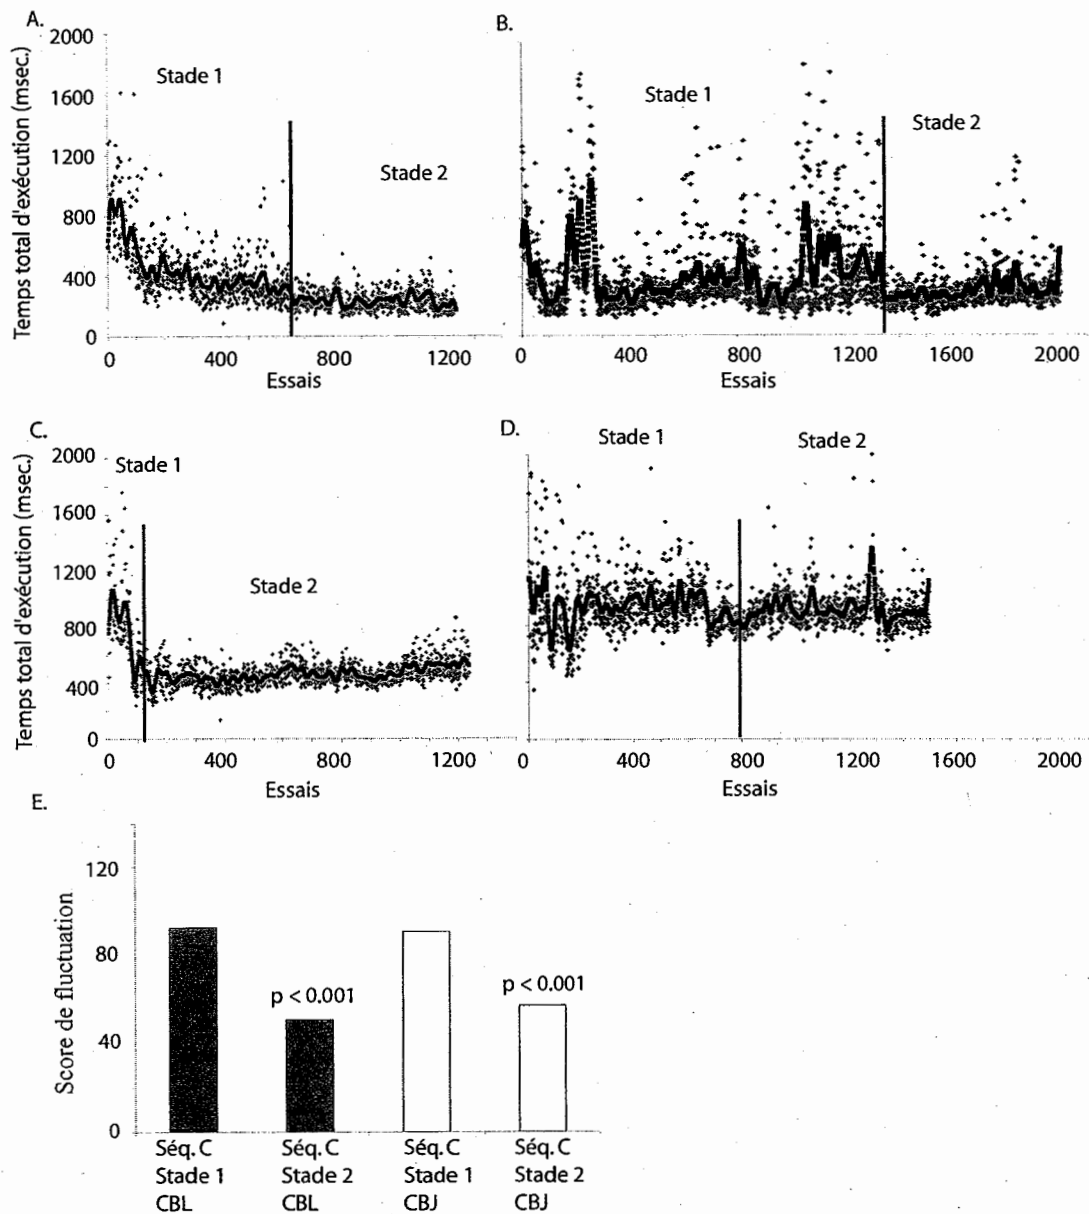 A.
Temps total d'exécution (msec.)
2000
1600
1200
800
400
0
Stade 1
Stade 2
0 400 800 1200
Essais
B.
Stade 1
Stade 2
0 400 800 1200 1600 2000
Essais
C.
Temps total d'exécution (msec.)
2000
1600
1200
800
400
0
Stade 1
Stade 2
0 400 800 1200
Essais
D.
Stade 1
Stade 2
0 400 800 1200 1600 2000
Essais
E.
Score de fluctuation
120
80
40
0
p < 0.001
p < 0.001
Séq. C Séq. C Séq. C Séq. C
Stade 1 Stade 2 Stade 1 Stade 2
CBL CBL CBJ CBJ